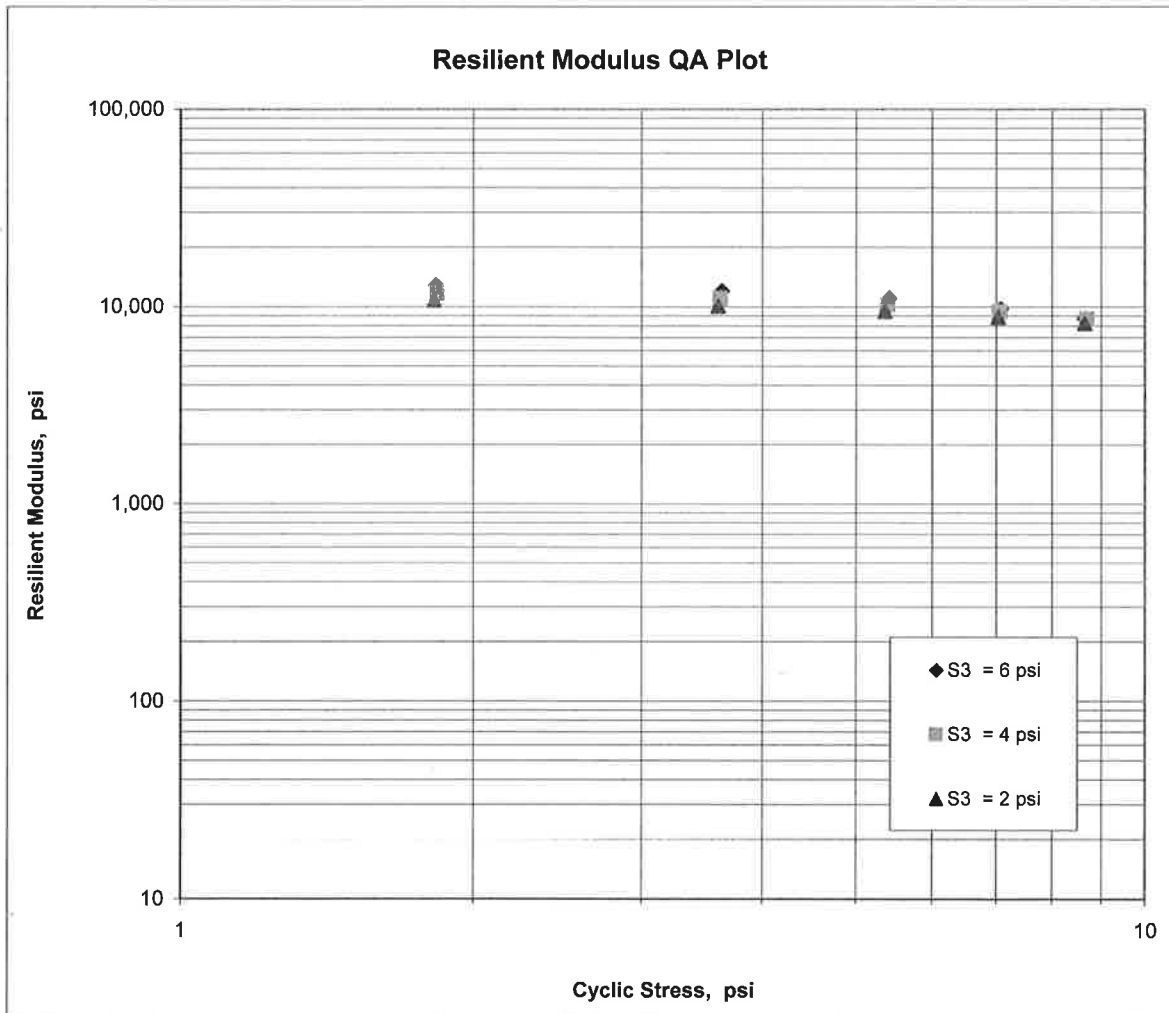 Resilient Modulus QA Plot
100,000
10,000
1,000
100
10
1
10
Resilient Modulus, psi
Cyclic Stress, psi
S3 = 6 psi
S3 = 4 psi
S3 = 2 psi